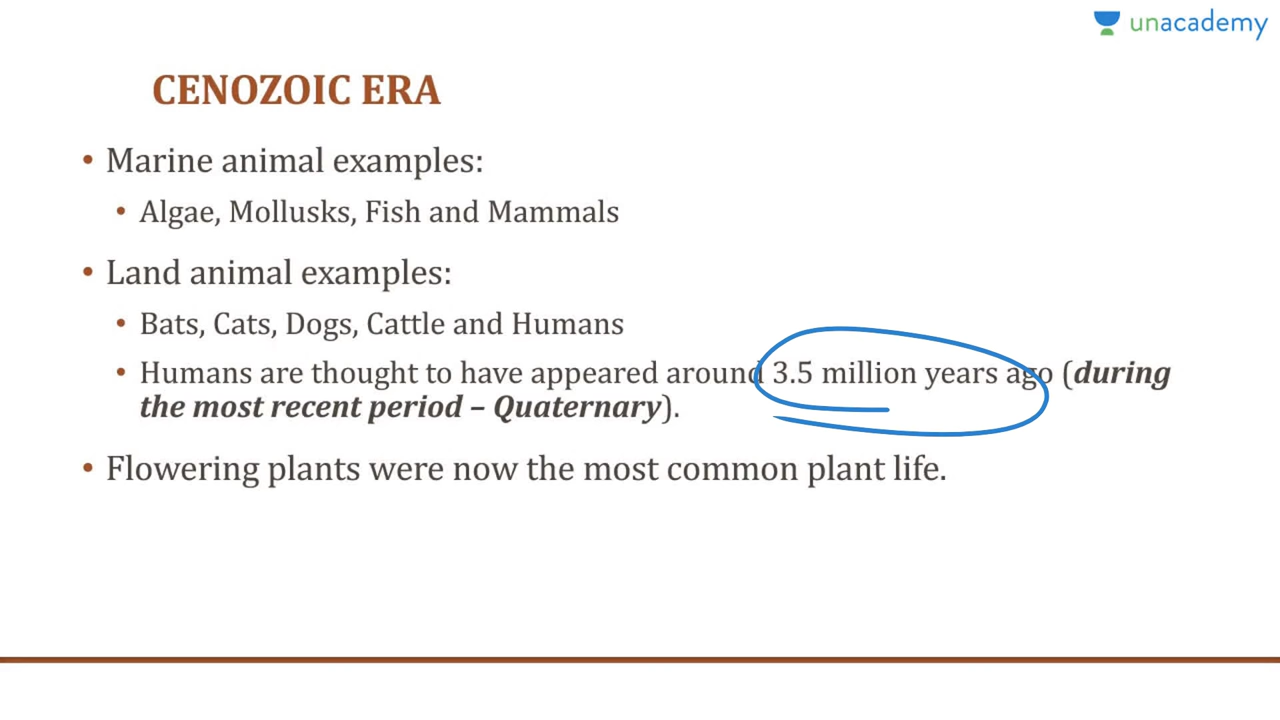 unacademy
CENOZOIC ERA
• Marine animal examples:
• Algae, Mollusks, Fish and Mammals
• Land animal examples:
• Bats, Cats, Dogs, Cattle and Humans
• Humans are thought to have appeared around 3.5 million years ago (during
the most recent period – Quaternary).
• Flowering plants were now the most common plant life.